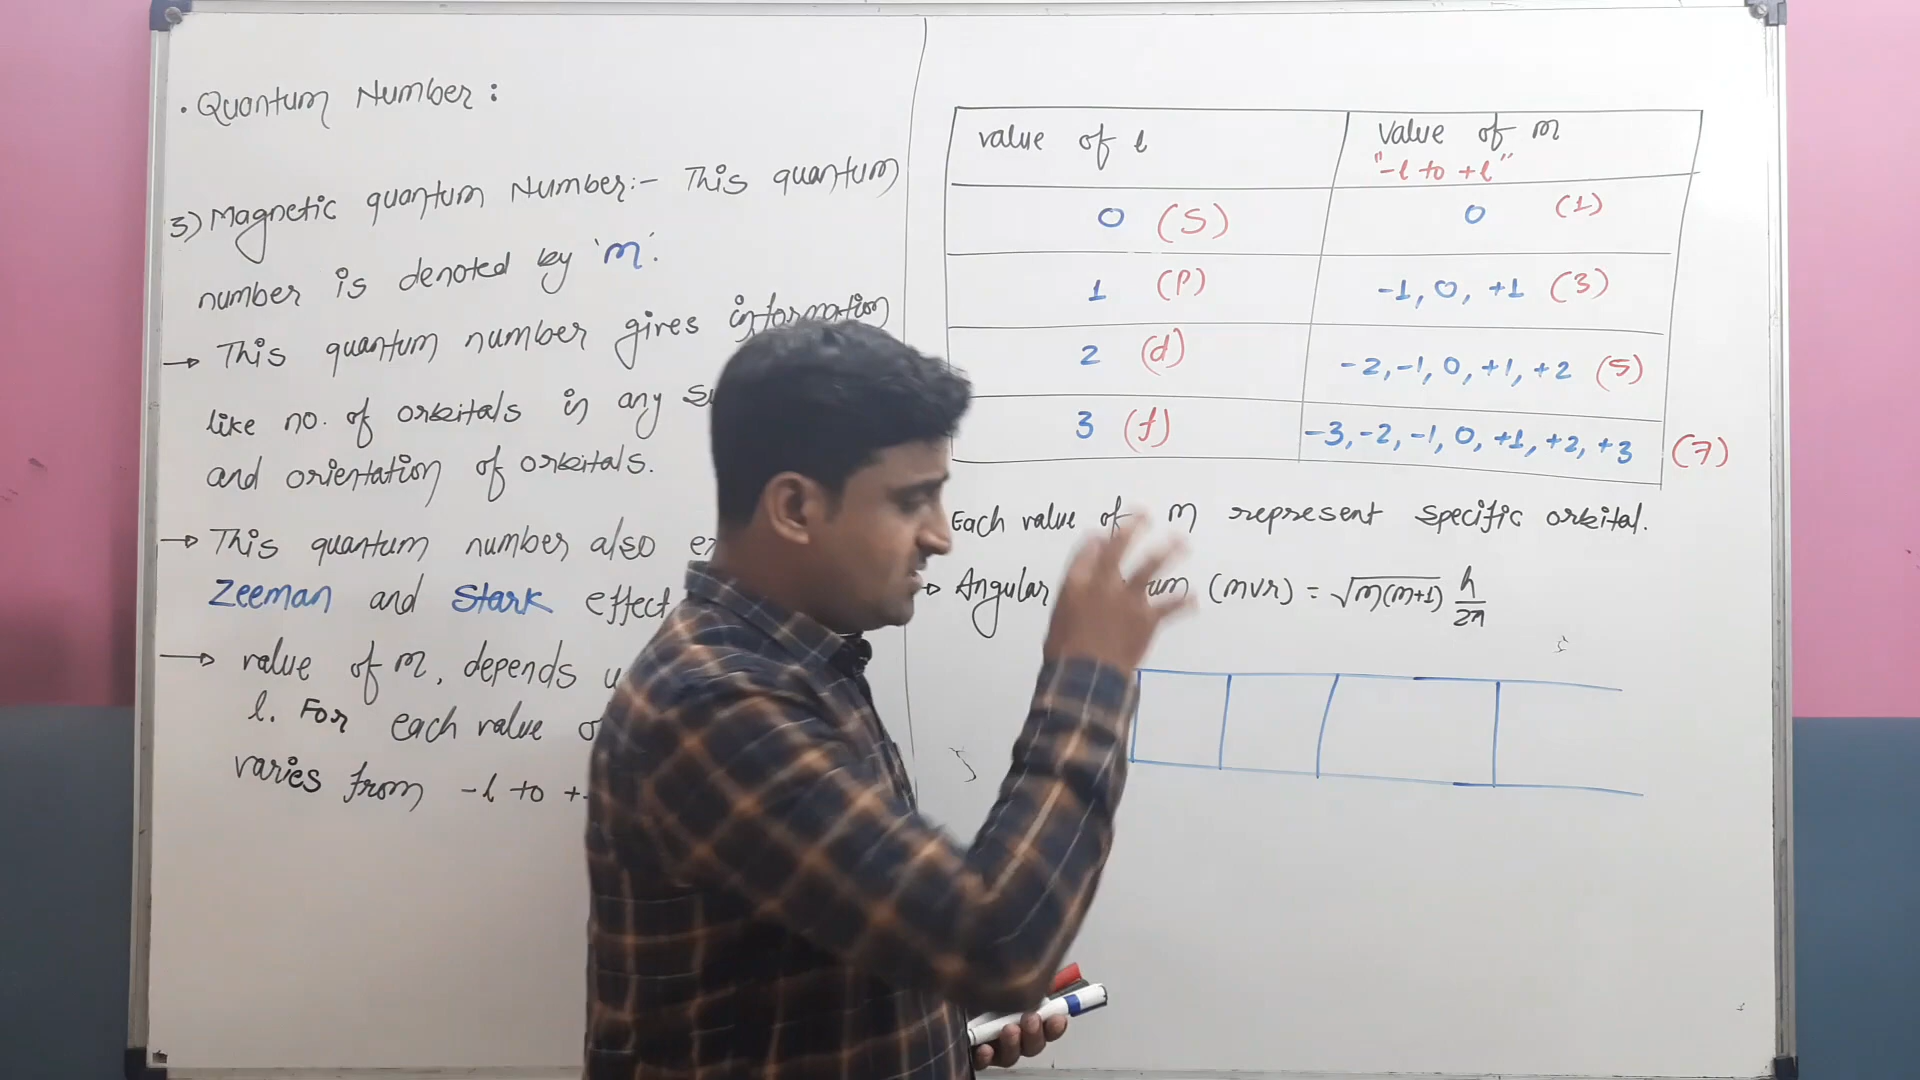 • Quantum Number :
3) Magnetic quantum Number:- This quantum
number is denoted by 'm'.
→ This quantum number gives information
like no. of orbitals in any
and orientation of orbitals.
→ This quantum number also
Zeeman and Stark effect
→ value of m, depends
l. For each value
varies from -l to +
value of l
Value of m
"-l to +l"
0 (S)
0 (1)
1 (P)
-1, 0, +1 (3)
2 (d)
-2, -1, 0, +1, +2 (5)
3 (f)
-3, -2, -1, 0, +1, +2, +3 (7)
Each value of m represent specific orbital.
→ Angular (mvr) = √m(m+1) h/2π